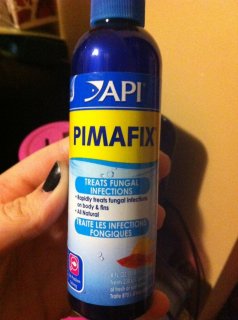 API
PIMAFIX
TREATS FUNGAL
INFECTIONS
• Rapidly treats fungal infections
on body & fins
• All Natural
TRAITE LES INFECTIONS
FONGIQUES